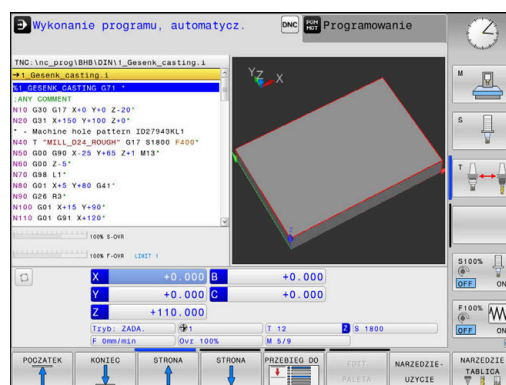 Wykonanie programu, automatycz.
DNC
PGM MGT
Programowanie
TNC:\nc_prog\BHB\DIN\1_Gesenk_casting.i
→1_Gesenk_casting.i
%1_GESENK_CASTING G71 *
;ANY COMMENT
N10 G30 G17 X+0 Y+0 Z-20*
N20 G31 X+150 Y+100 Z+0*
* - Machine hole pattern ID27943KL1
N40 T "MILL_D24_ROUGH" G17 S1800 F400*
N50 G00 G90 X-25 Y+65 Z+1 M13*
N60 G00 Z-5*
N70 G98 L1*
N80 G01 X+5 Y+80 G41*
N90 G26 R3*
N100 G01 X+15 Y+90*
N110 G01 G91 X+120*
Y
Z
X
Z
100% S-OVR
100% F-OVR LIMIT 1
X +0.000 B +0.000
Y +0.000 C +0.000
Z +110.000
Tryb: ZADA. 1 T 12 Z S 1800
F 0mm/min Ovr 100% M 5/9
M
S
T
S100%
OFF ON
F100%
OFF ON
POCZATEK KONIEC STRONA STRONA PRZEBIEG DO EDIT PALETA NARZEDZIE- UZYCIE NARZEDZIE TABLICA